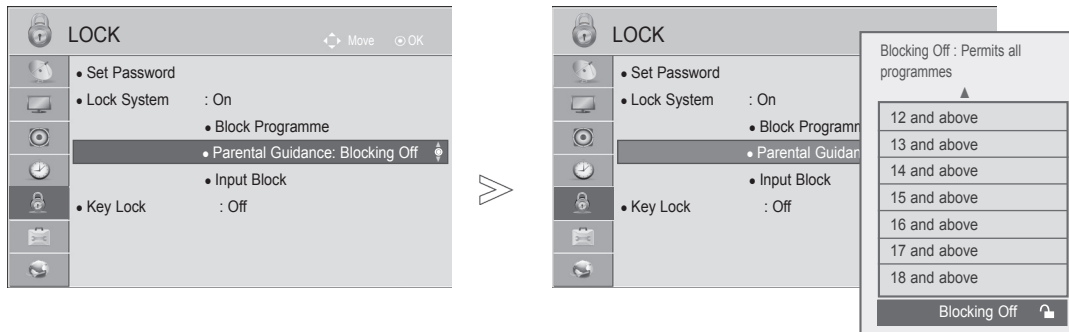 LOCK
Move OK
• Set Password
• Lock System : On
• Block Programme
• Parental Guidance: Blocking Off
• Input Block
• Key Lock : Off
LOCK
• Set Password
• Lock System : On
• Block Programm
• Parental Guidan
• Input Block
• Key Lock : Off
Blocking Off : Permits all
programmes
12 and above
13 and above
14 and above
15 and above
16 and above
17 and above
18 and above
Blocking Off